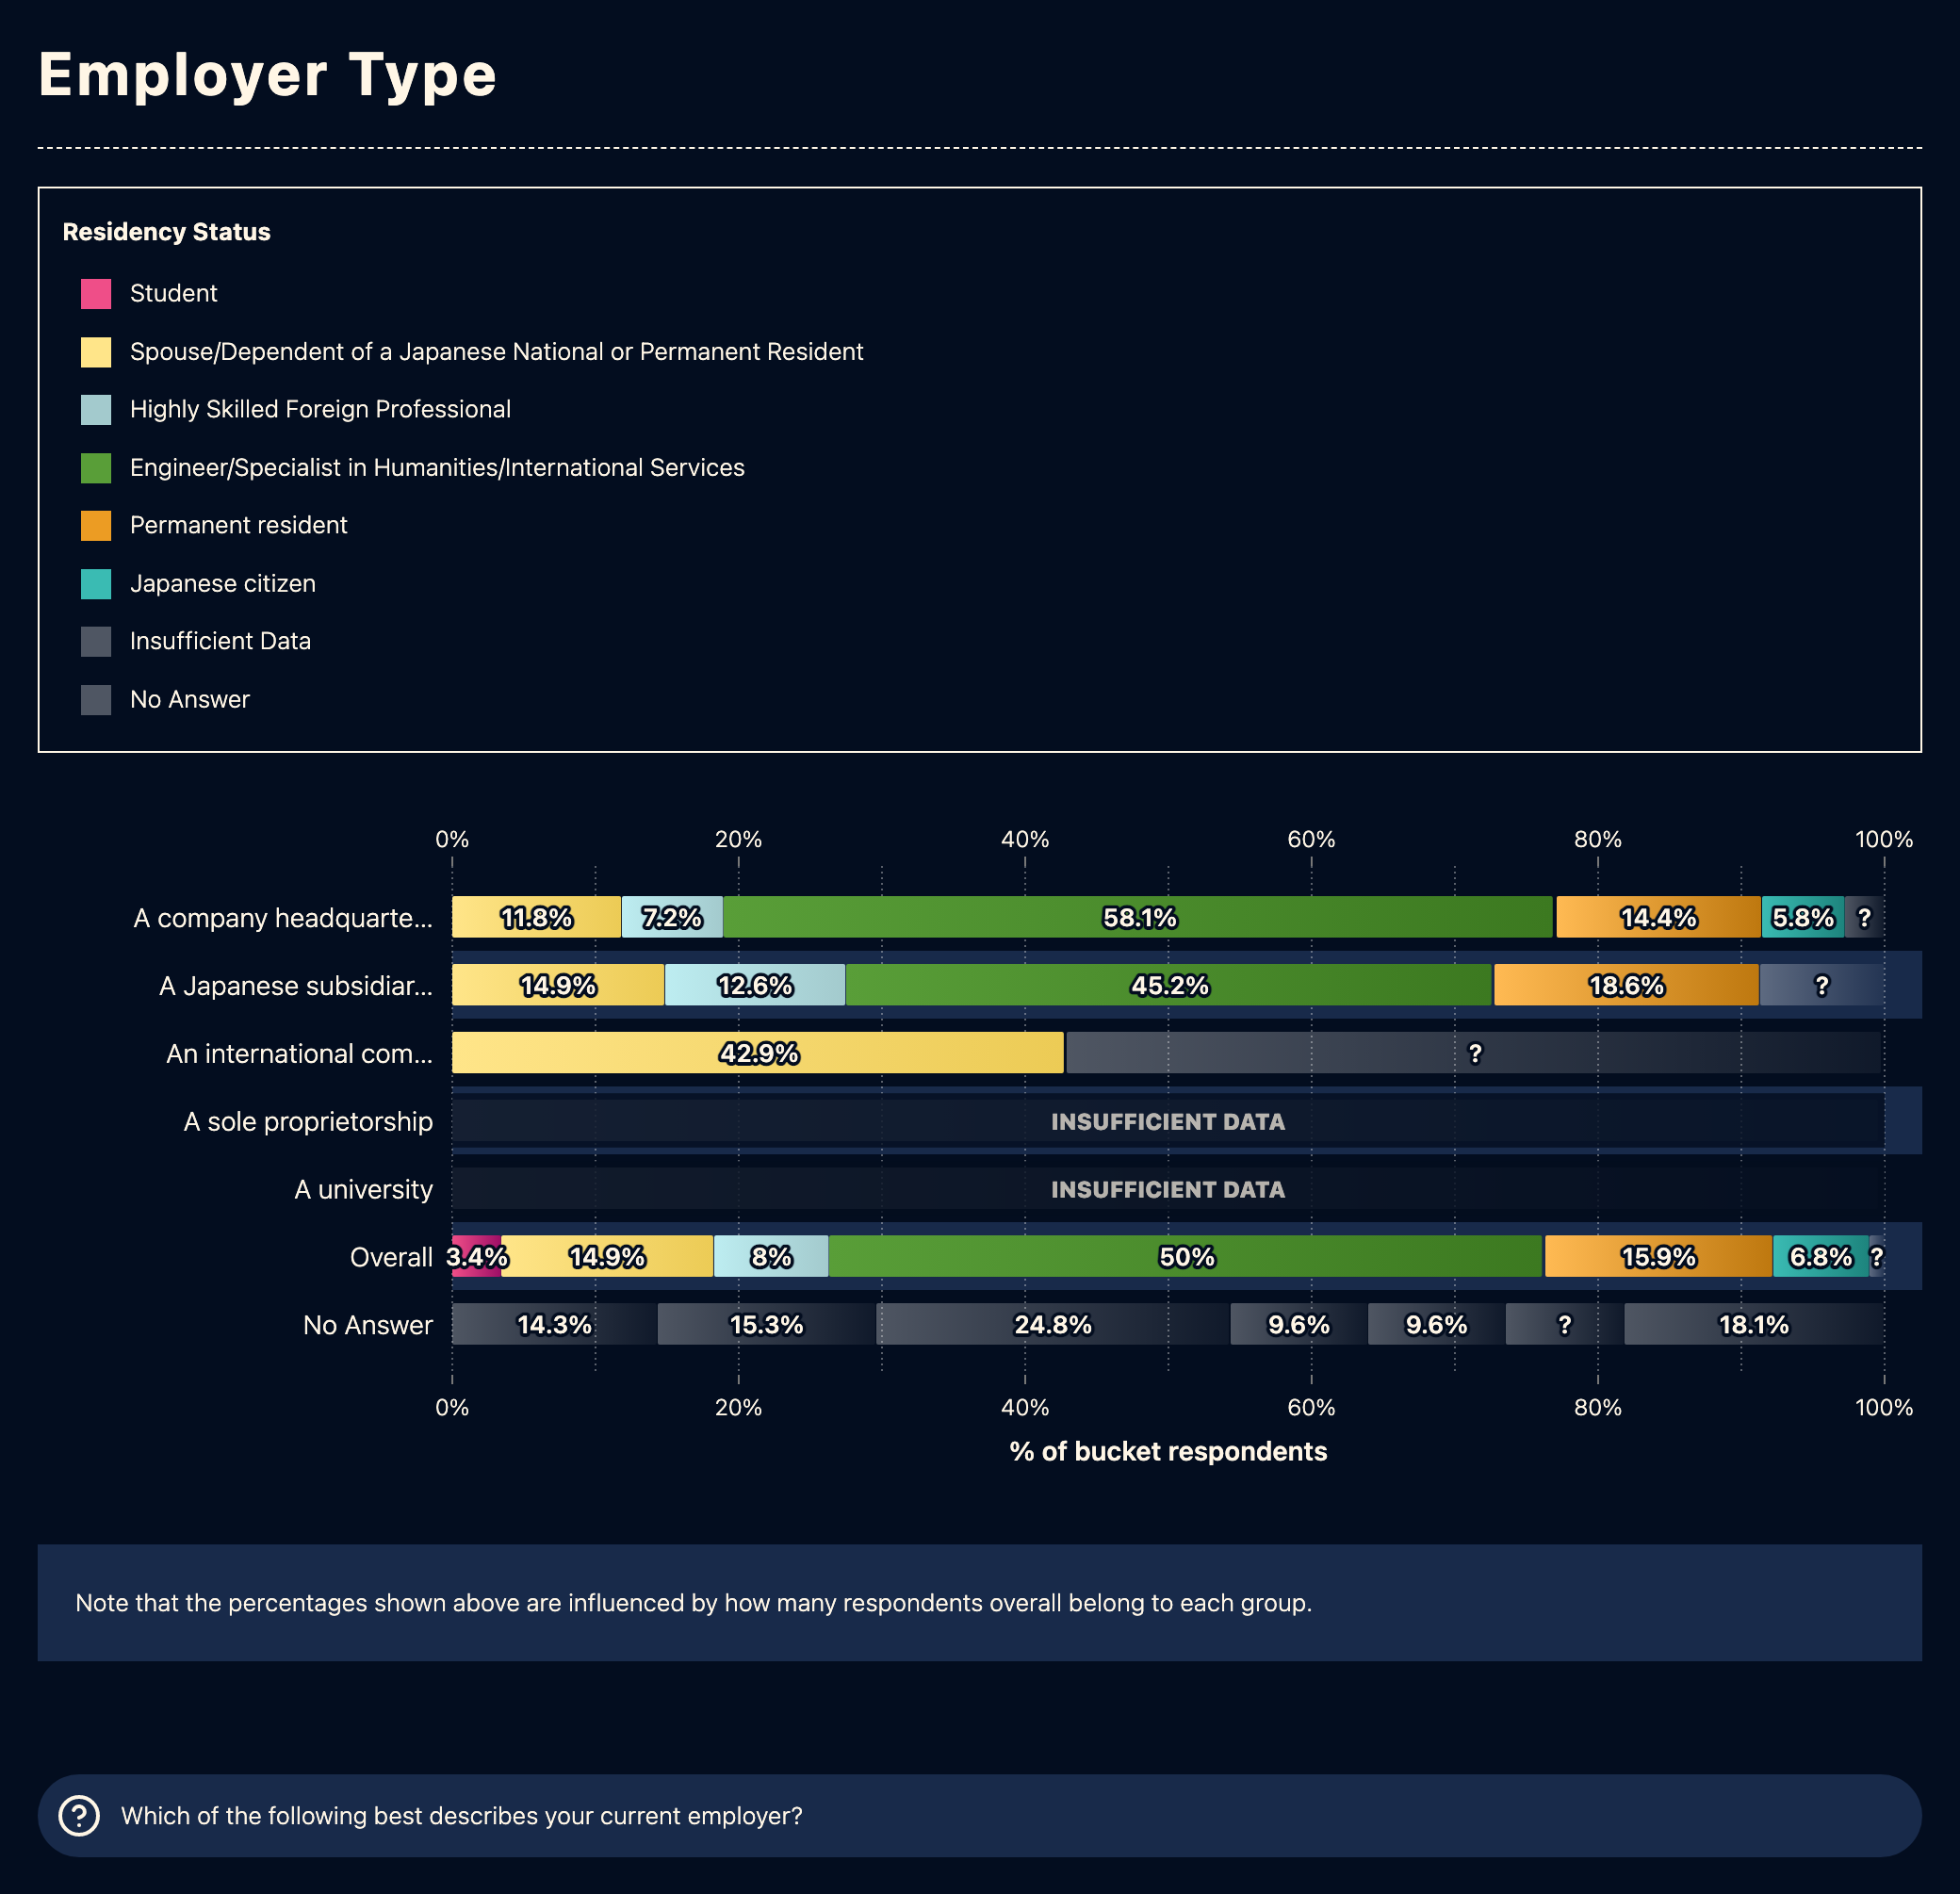 Employer Type
Residency Status
Student
Spouse/Dependent of a Japanese National or Permanent Resident
Highly Skilled Foreign Professional
Engineer/Specialist in Humanities/International Services
Permanent resident
Japanese citizen
Insufficient Data
No Answer
0% 20% 40% 60% 80% 100%
A company headquarte... 11.8% 7.2% 58.1% 14.4% 5.8% ?
A Japanese subsidiar... 14.9% 12.6% 45.2% 18.6% ?
An international com... 42.9% ?
A sole proprietorship INSUFFICIENT DATA
A university INSUFFICIENT DATA
Overall 3.4% 14.9% 8% 50% 15.9% 6.8% ?
No Answer 14.3% 15.3% 24.8% 9.6% 9.6% ? 18.1%
0% 20% 40% 60% 80% 100%
% of bucket respondents
Note that the percentages shown above are influenced by how many respondents overall belong to each group.
? Which of the following best describes your current employer?